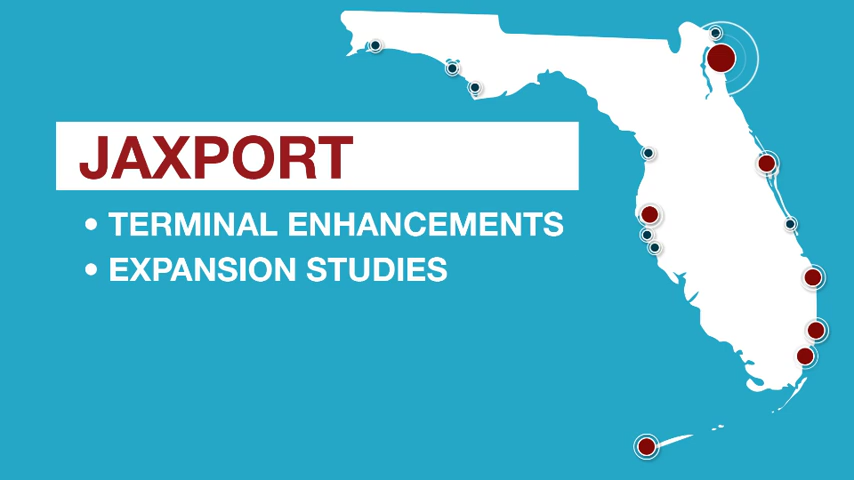 JAXPORT
• TERMINAL ENHANCEMENTS
• EXPANSION STUDIES